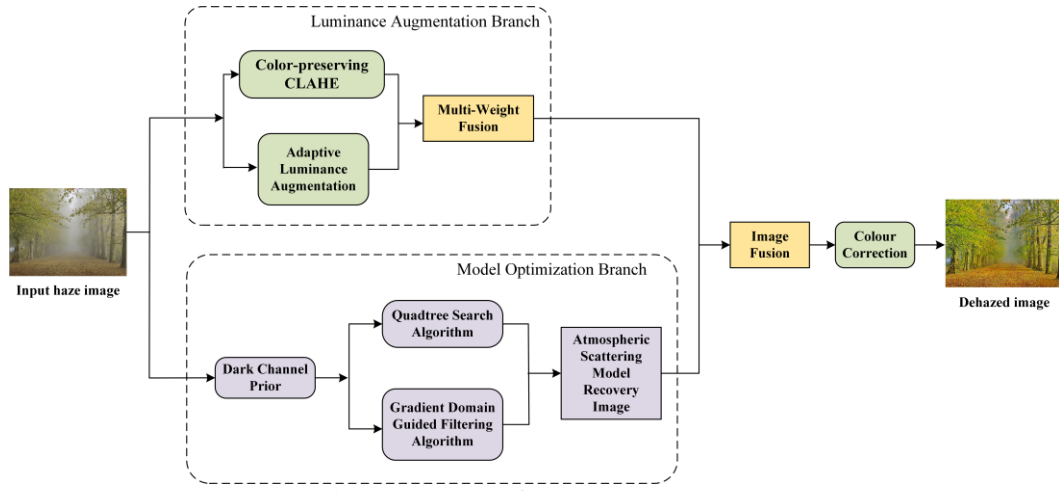 Luminance Augmentation Branch
Color-preserving
CLAHE
Adaptive
Luminance
Augmentation
Multi-Weight
Fusion
Input haze image
Model Optimization Branch
Dark Channel
Prior
Quadtree Search
Algorithm
Gradient Domain
Guided Filtering
Algorithm
Atmospheric
Scattering
Model
Recovery
Image
Image
Fusion
Colour
Correction
Dehazed image